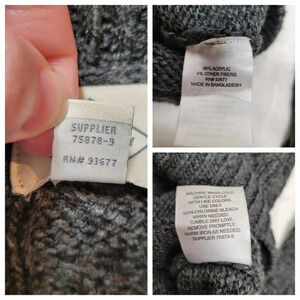 SUPPLIER
75878-9
RN# 93677
96% ACRYLIC
4% OTHER FIBERS
RN# 93677
MADE IN BANGLADESH
MACHINE WASH COLD
GENTLE CYCLE
WITH LIKE COLORS
USE ONLY
NON-CHLORINE BLEACH
WHEN NEEDED.
TUMBLE DRY LOW.
REMOVE PROMPTLY.
WARM IRON AS NEEDED.
SUPPLIER 75878-9